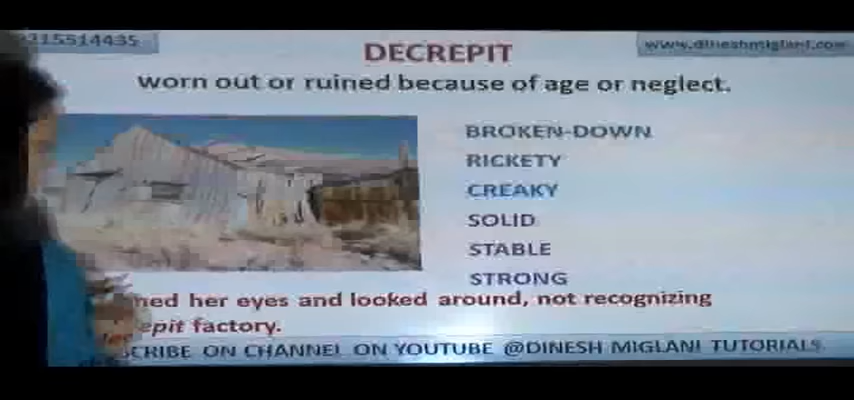 9215514435
www.dineshmiglani.com
DECREPIT
worn out or ruined because of age or neglect.
BROKEN-DOWN
RICKETY
CREAKY
SOLID
STABLE
STRONG
ned her eyes and looked around, not recognizing
epit factory.
SCRIBE ON CHANNEL ON YOUTUBE @DINESH MIGLANI TUTORIALS.